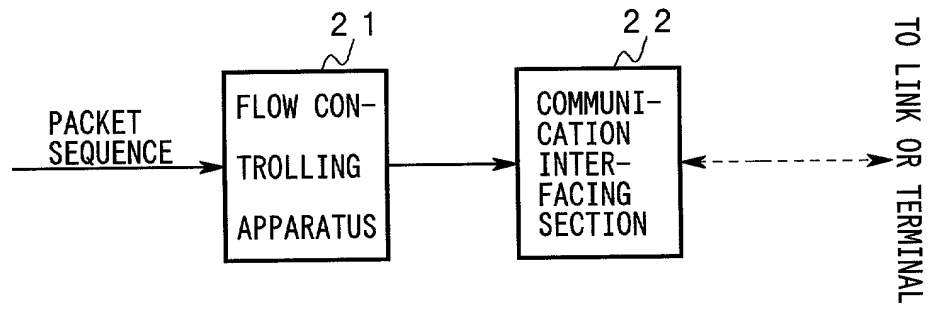 21
22
PACKET
SEQUENCE
FLOW CON-
TROLLING
APPARATUS
COMMUNI-
CATION
INTER-
FACING
SECTION
TO LINK OR TERMINAL